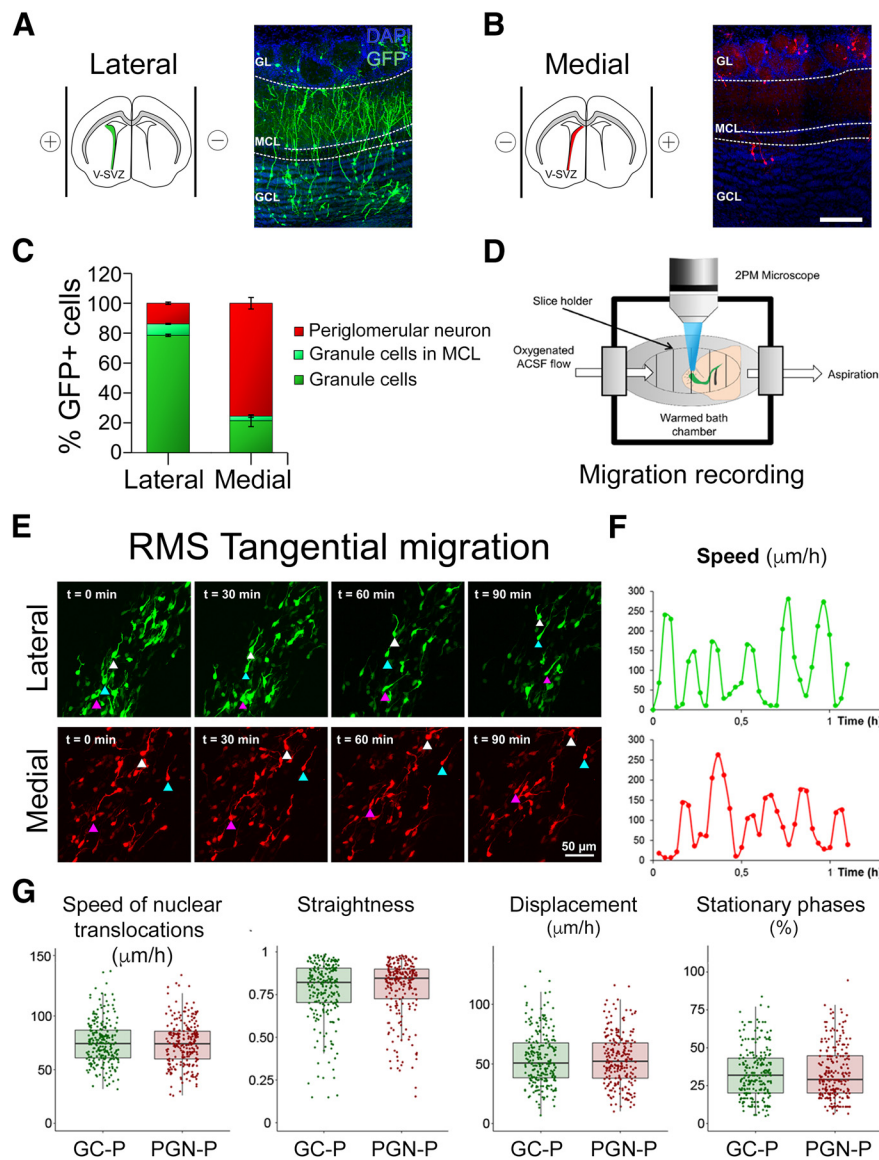 A
Lateral
+
−
V-SVZ
DAPI
GFP
GL
MCL
GCL
B
Medial
−
+
V-SVZ
GL
MCL
GCL
C
% GFP+ cells
120
100
80
60
40
20
0
Lateral
Medial
Periglomerular neuron
Granule cells in MCL
Granule cells
D
2PM Microscope
Slice holder
Oxygenated
ACSF flow
Aspiration
Warmed bath
chamber
Migration recording
E
RMS Tangential migration
Lateral
t = 0 min
t = 30 min
t = 60 min
t = 90 min
Medial
t = 0 min
t = 30 min
t = 60 min
t = 90 min
50 µm
F
Speed (µm/h)
300
250
200
150
100
50
0
0
0,5
1
Time (h)
300
250
200
150
100
50
0
0
0,5
1
Time (h)
G
Speed of nuclear
translocations
(µm/h)
150
100
50
0
GC-P
PGN-P
Straightness
1
0.75
0.50
0.25
0
GC-P
PGN-P
Displacement
(µm/h)
100
50
0
GC-P
PGN-P
Stationary phases
(%)
100
75
50
25
0
GC-P
PGN-P